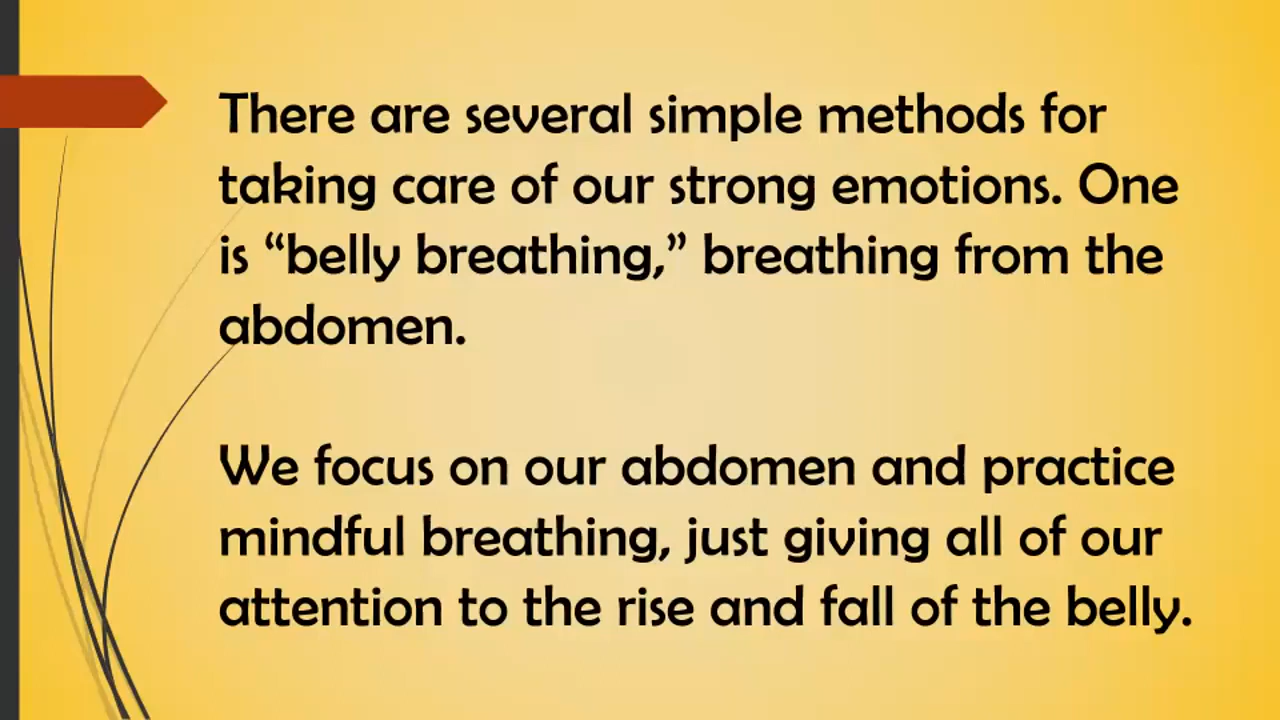 There are several simple methods for
taking care of our strong emotions. One
is “belly breathing,” breathing from the
abdomen.
We focus on our abdomen and practice
mindful breathing, just giving all of our
attention to the rise and fall of the belly.